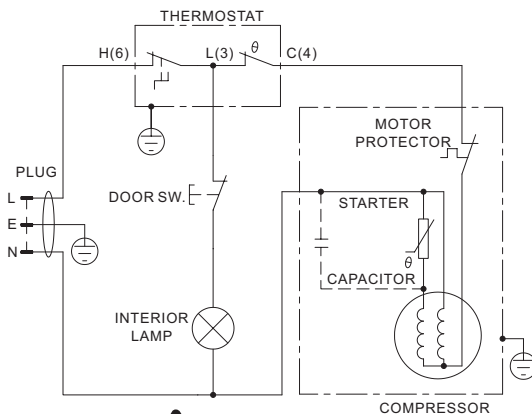 THERMOSTAT
H(6) L(3) θ C(4)
MOTOR
PROTECTOR
PLUG
L
E
N
DOOR SW.
STARTER
θ
CAPACITOR
INTERIOR
LAMP
COMPRESSOR